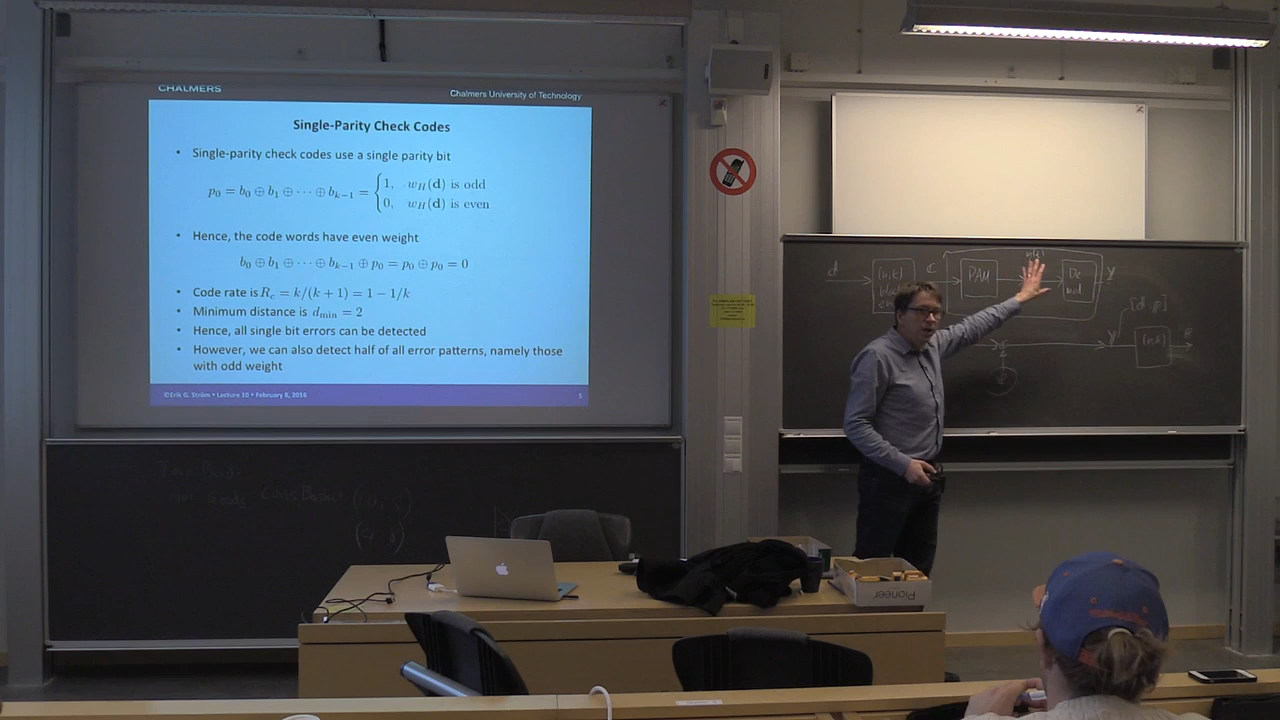 CHALMERS
Chalmers University of Technology
Single-Parity Check Codes
• Single-parity check codes use a single parity bit
p₀ = b₀ ⊕ b₁ ⊕ ⋯ ⊕ bₖ₋₁ = { 1, w_H(d) is odd
0, w_H(d) is even
• Hence, the code words have even weight
b₀ ⊕ b₁ ⊕ ⋯ ⊕ bₖ₋₁ ⊕ p₀ = p₀ ⊕ p₀ = 0
• Code rate is R_c = k/(k + 1) = 1 − 1/k
• Minimum distance is d_min = 2
• Hence, all single bit errors can be detected
• However, we can also detect half of all error patterns, namely those
with odd weight
©Erik G. Ström • Lecture 10 • February 8, 2016
5
d
(n,k)
c
PAM
De
mod
y
(n,k)
Pioneer